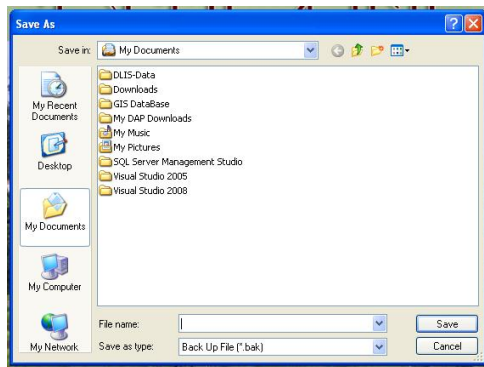 Save As
Save in:
My Documents
My Recent
Documents
Desktop
My Documents
My Computer
My Network
DLIS-Data
Downloads
GIS DataBase
My DAP Downloads
My Music
My Pictures
SQL Server Management Studio
Visual Studio 2005
Visual Studio 2008
File name:
Save
Save as type:
Back Up File (*.bak)
Cancel